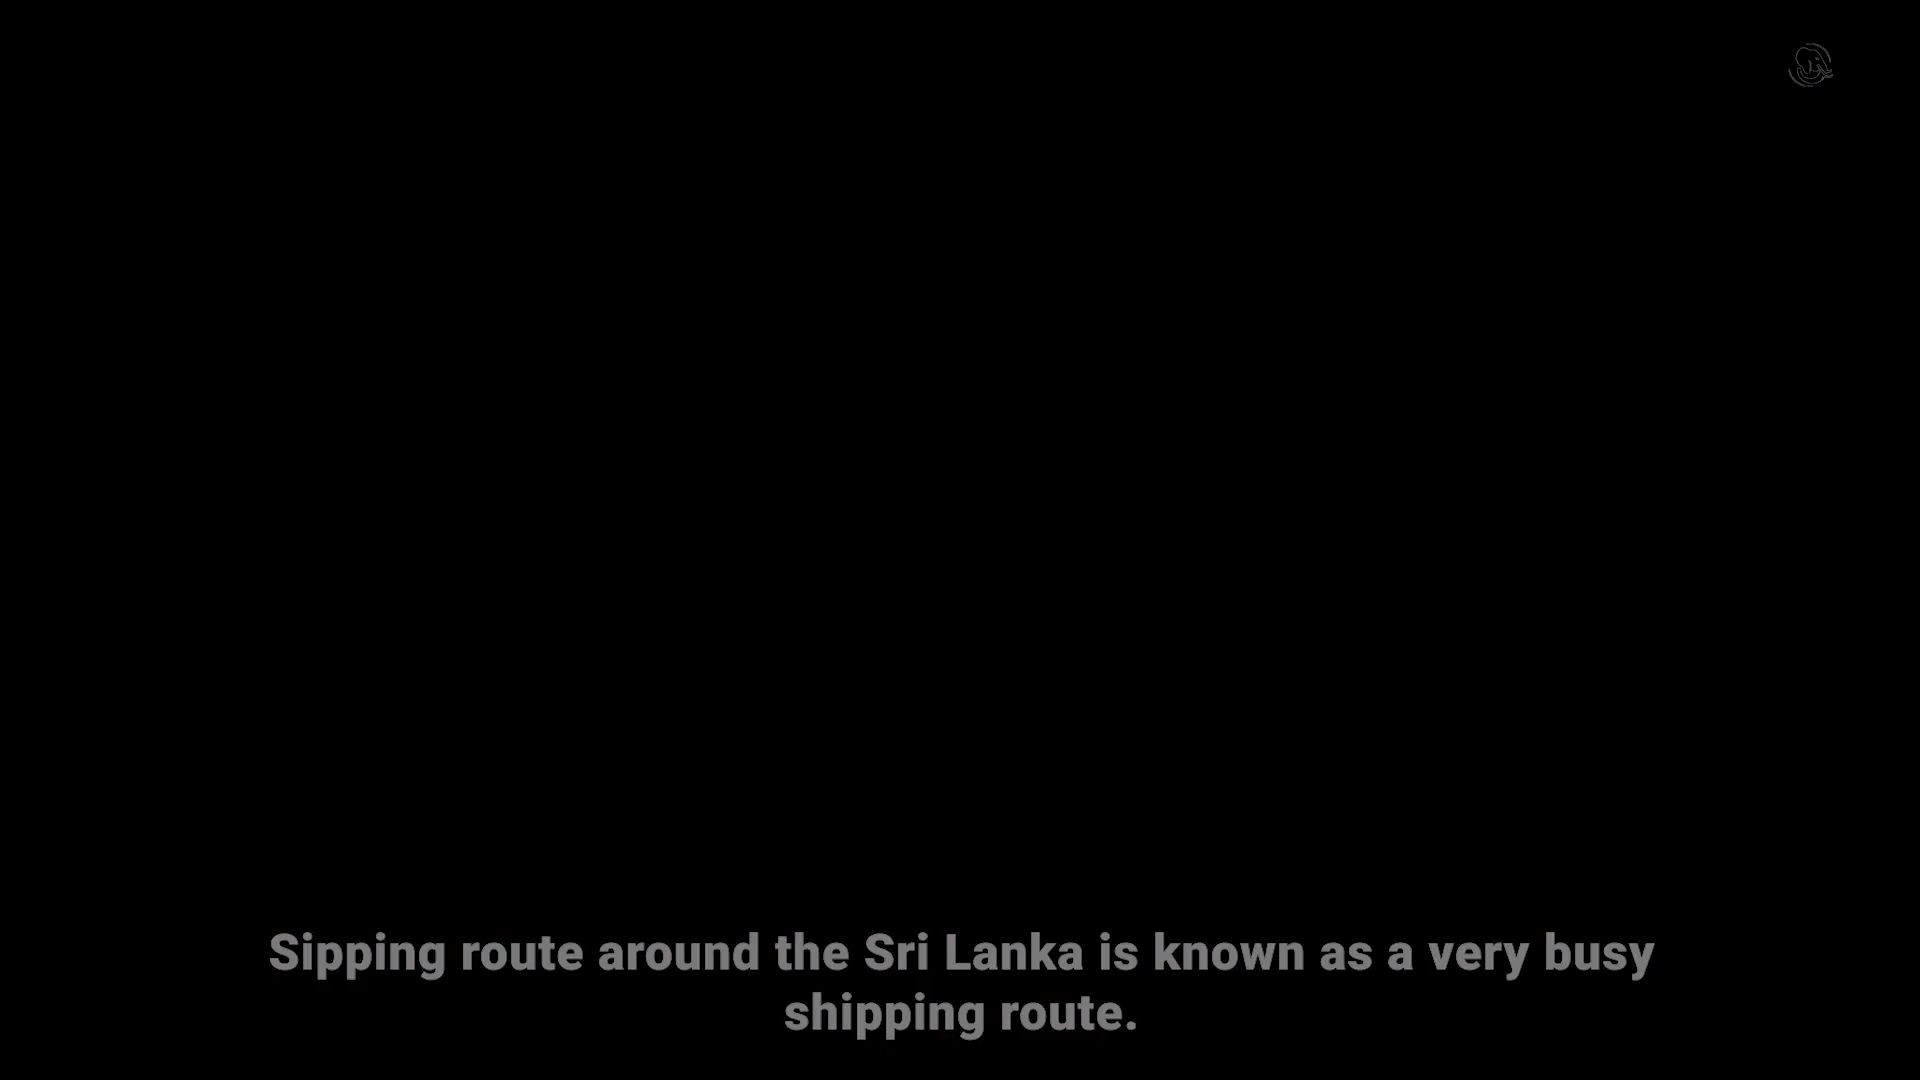 Sipping route around the Sri Lanka is known as a very busy
shipping route.